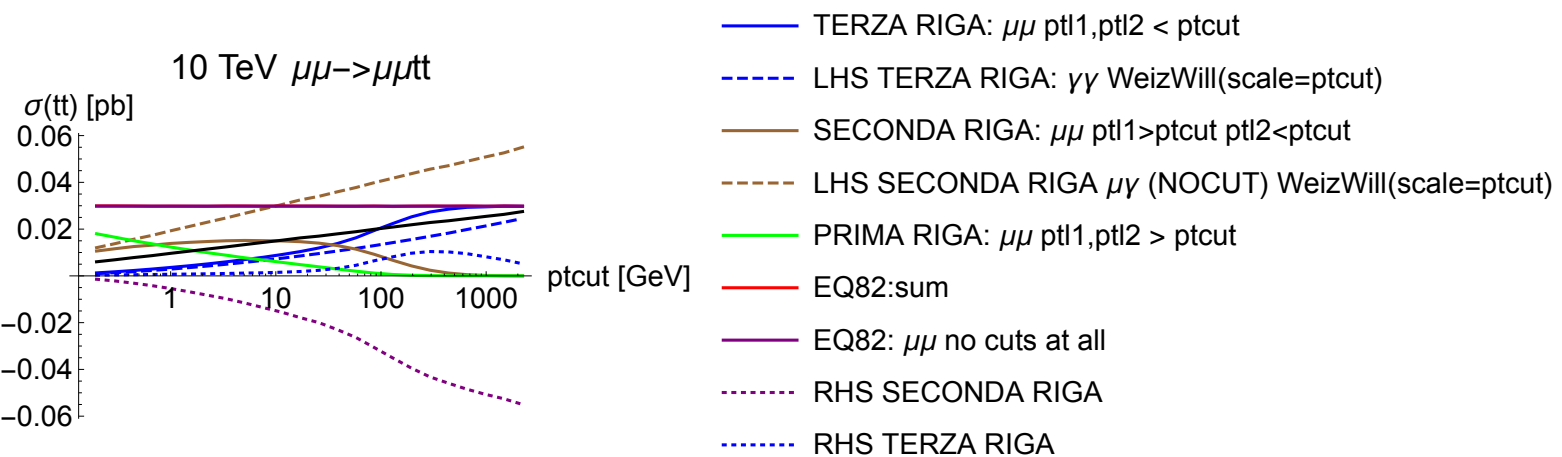 10 TeV μμ−>μμtt
σ(tt) [pb]
0.06
0.04
0.02
−0.02
−0.04
−0.06
1
10
100
1000
ptcut [GeV]
TERZA RIGA: μμ ptl1,ptl2 < ptcut
LHS TERZA RIGA: γγ WeizWill(scale=ptcut)
SECONDA RIGA: μμ ptl1>ptcut ptl2<ptcut
LHS SECONDA RIGA μγ (NOCUT) WeizWill(scale=ptcut)
PRIMA RIGA: μμ ptl1,ptl2 > ptcut
EQ82:sum
EQ82: μμ no cuts at all
RHS SECONDA RIGA
RHS TERZA RIGA